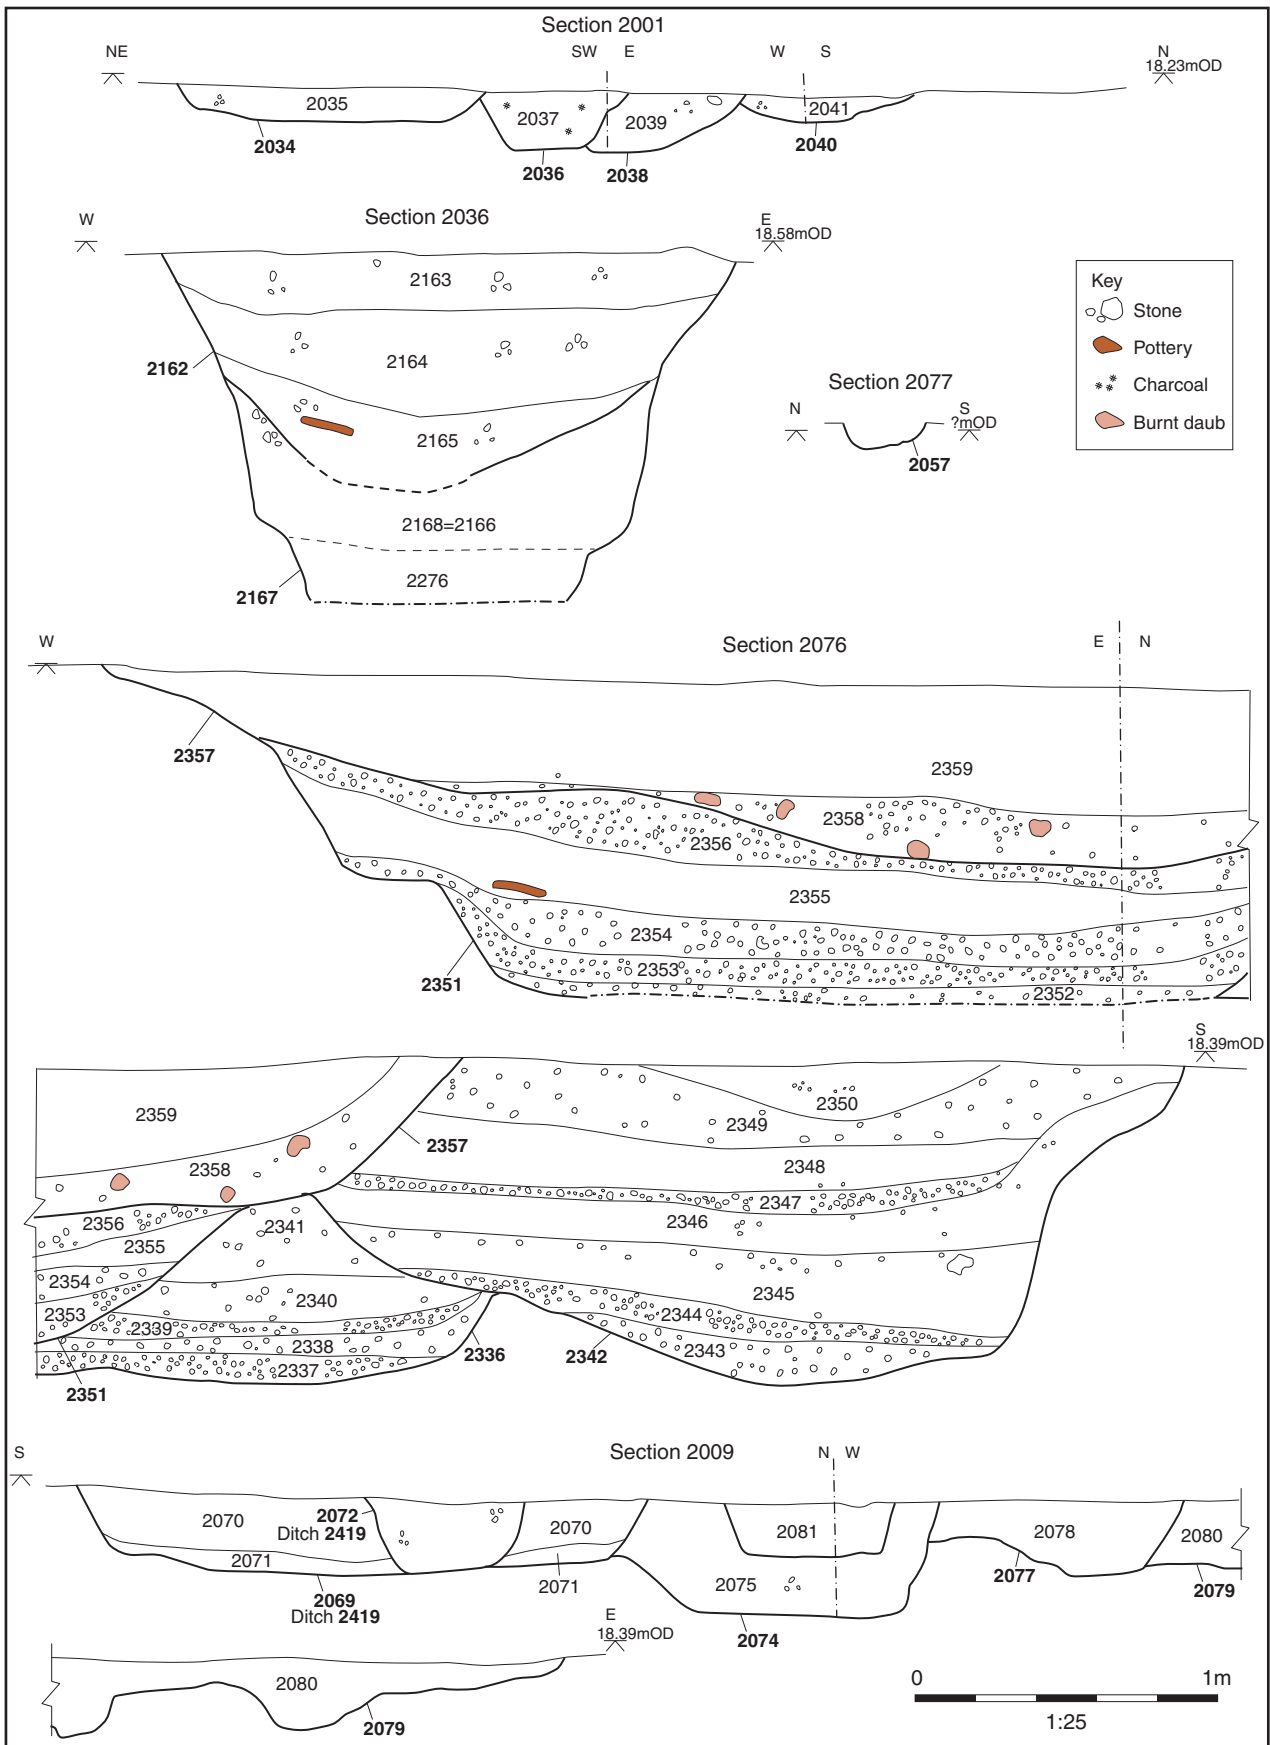 Section 2001
NE SW E W S N
18.23mOD
2035 2037 2039 2041
2034 2036 2038 2040
Section 2036
W E
18.58mOD
2163
2164
2162
2165
2168=2166
2276
2167
Key
Stone
Pottery
Charcoal
Burnt daub
Section 2077
N S
?mOD
2057
Section 2076
W E N
2357
2359
2358
2356
2355
2354
2353
2351
2352
S
18.39mOD
2359
2350
2349
2357
2358
2348
2347
2356 2341 2346
2355
2354
2353 2340 2345
2339 2344
2338 2336 2342 2343
2337
2351
Section 2009
S N W
2070 2072 2070 2081 2078 2080
Ditch 2419
2071 2071 2075 2077 2079
2069
Ditch 2419
2074
E
18.39mOD
2080
2079
0 1m
1:25